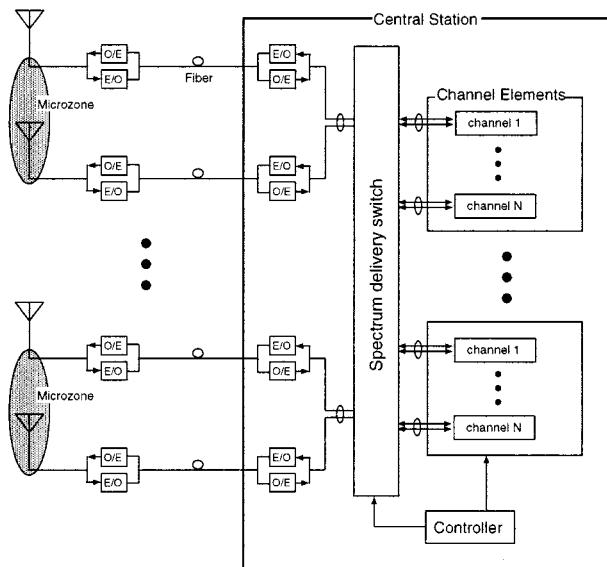 Central Station
O/E
E/O
Fiber
E/O
O/E
Microzone
O/E
E/O
E/O
O/E
Channel Elements
channel 1
channel N
Spectrum delivery switch
O/E
E/O
E/O
O/E
Microzone
O/E
E/O
E/O
O/E
channel 1
channel N
Controller